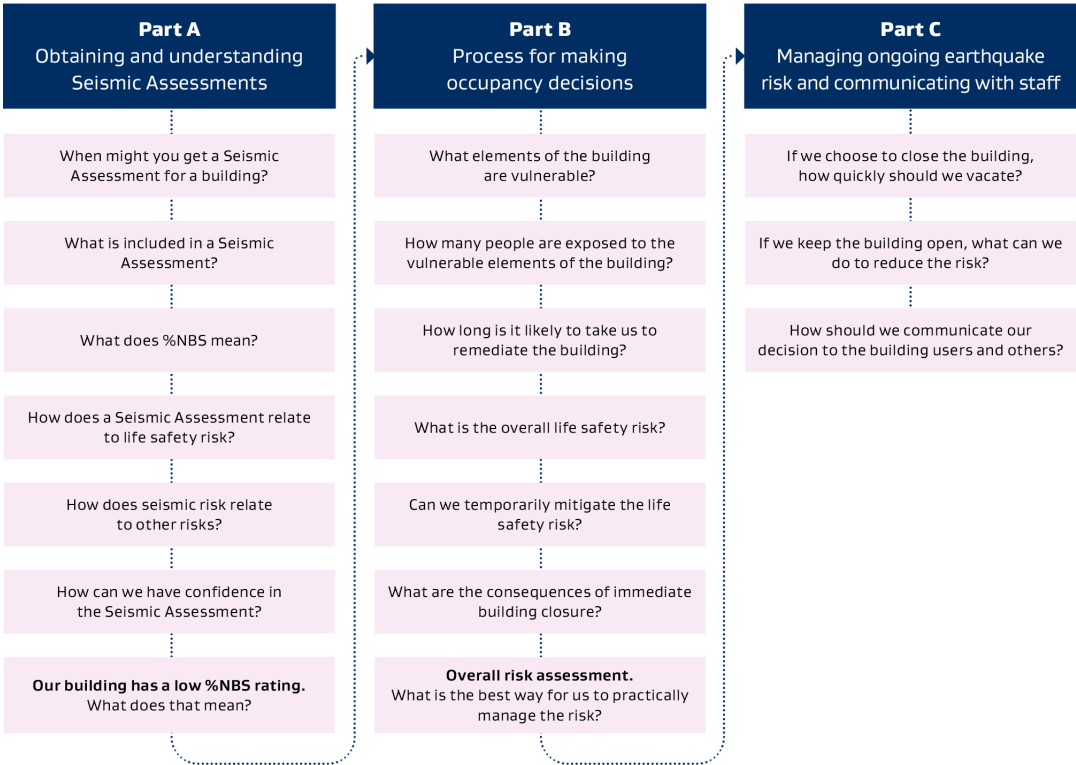 Part A
Obtaining and understanding
Seismic Assessments
When might you get a Seismic
Assessment for a building?
What is included in a Seismic
Assessment?
What does %NBS mean?
How does a Seismic Assessment relate
to life safety risk?
How does seismic risk relate
to other risks?
How can we have confidence in
the Seismic Assessment?
Our building has a low %NBS rating.
What does that mean?
Part B
Process for making
occupancy decisions
What elements of the building
are vulnerable?
How many people are exposed to the
vulnerable elements of the building?
How long is it likely to take us to
remediate the building?
What is the overall life safety risk?
Can we temporarily mitigate the life
safety risk?
What are the consequences of immediate
building closure?
Overall risk assessment.
What is the best way for us to practically
manage the risk?
Part C
Managing ongoing earthquake
risk and communicating with staff
If we choose to close the building,
how quickly should we vacate?
If we keep the building open, what can we
do to reduce the risk?
How should we communicate our
decision to the building users and others?